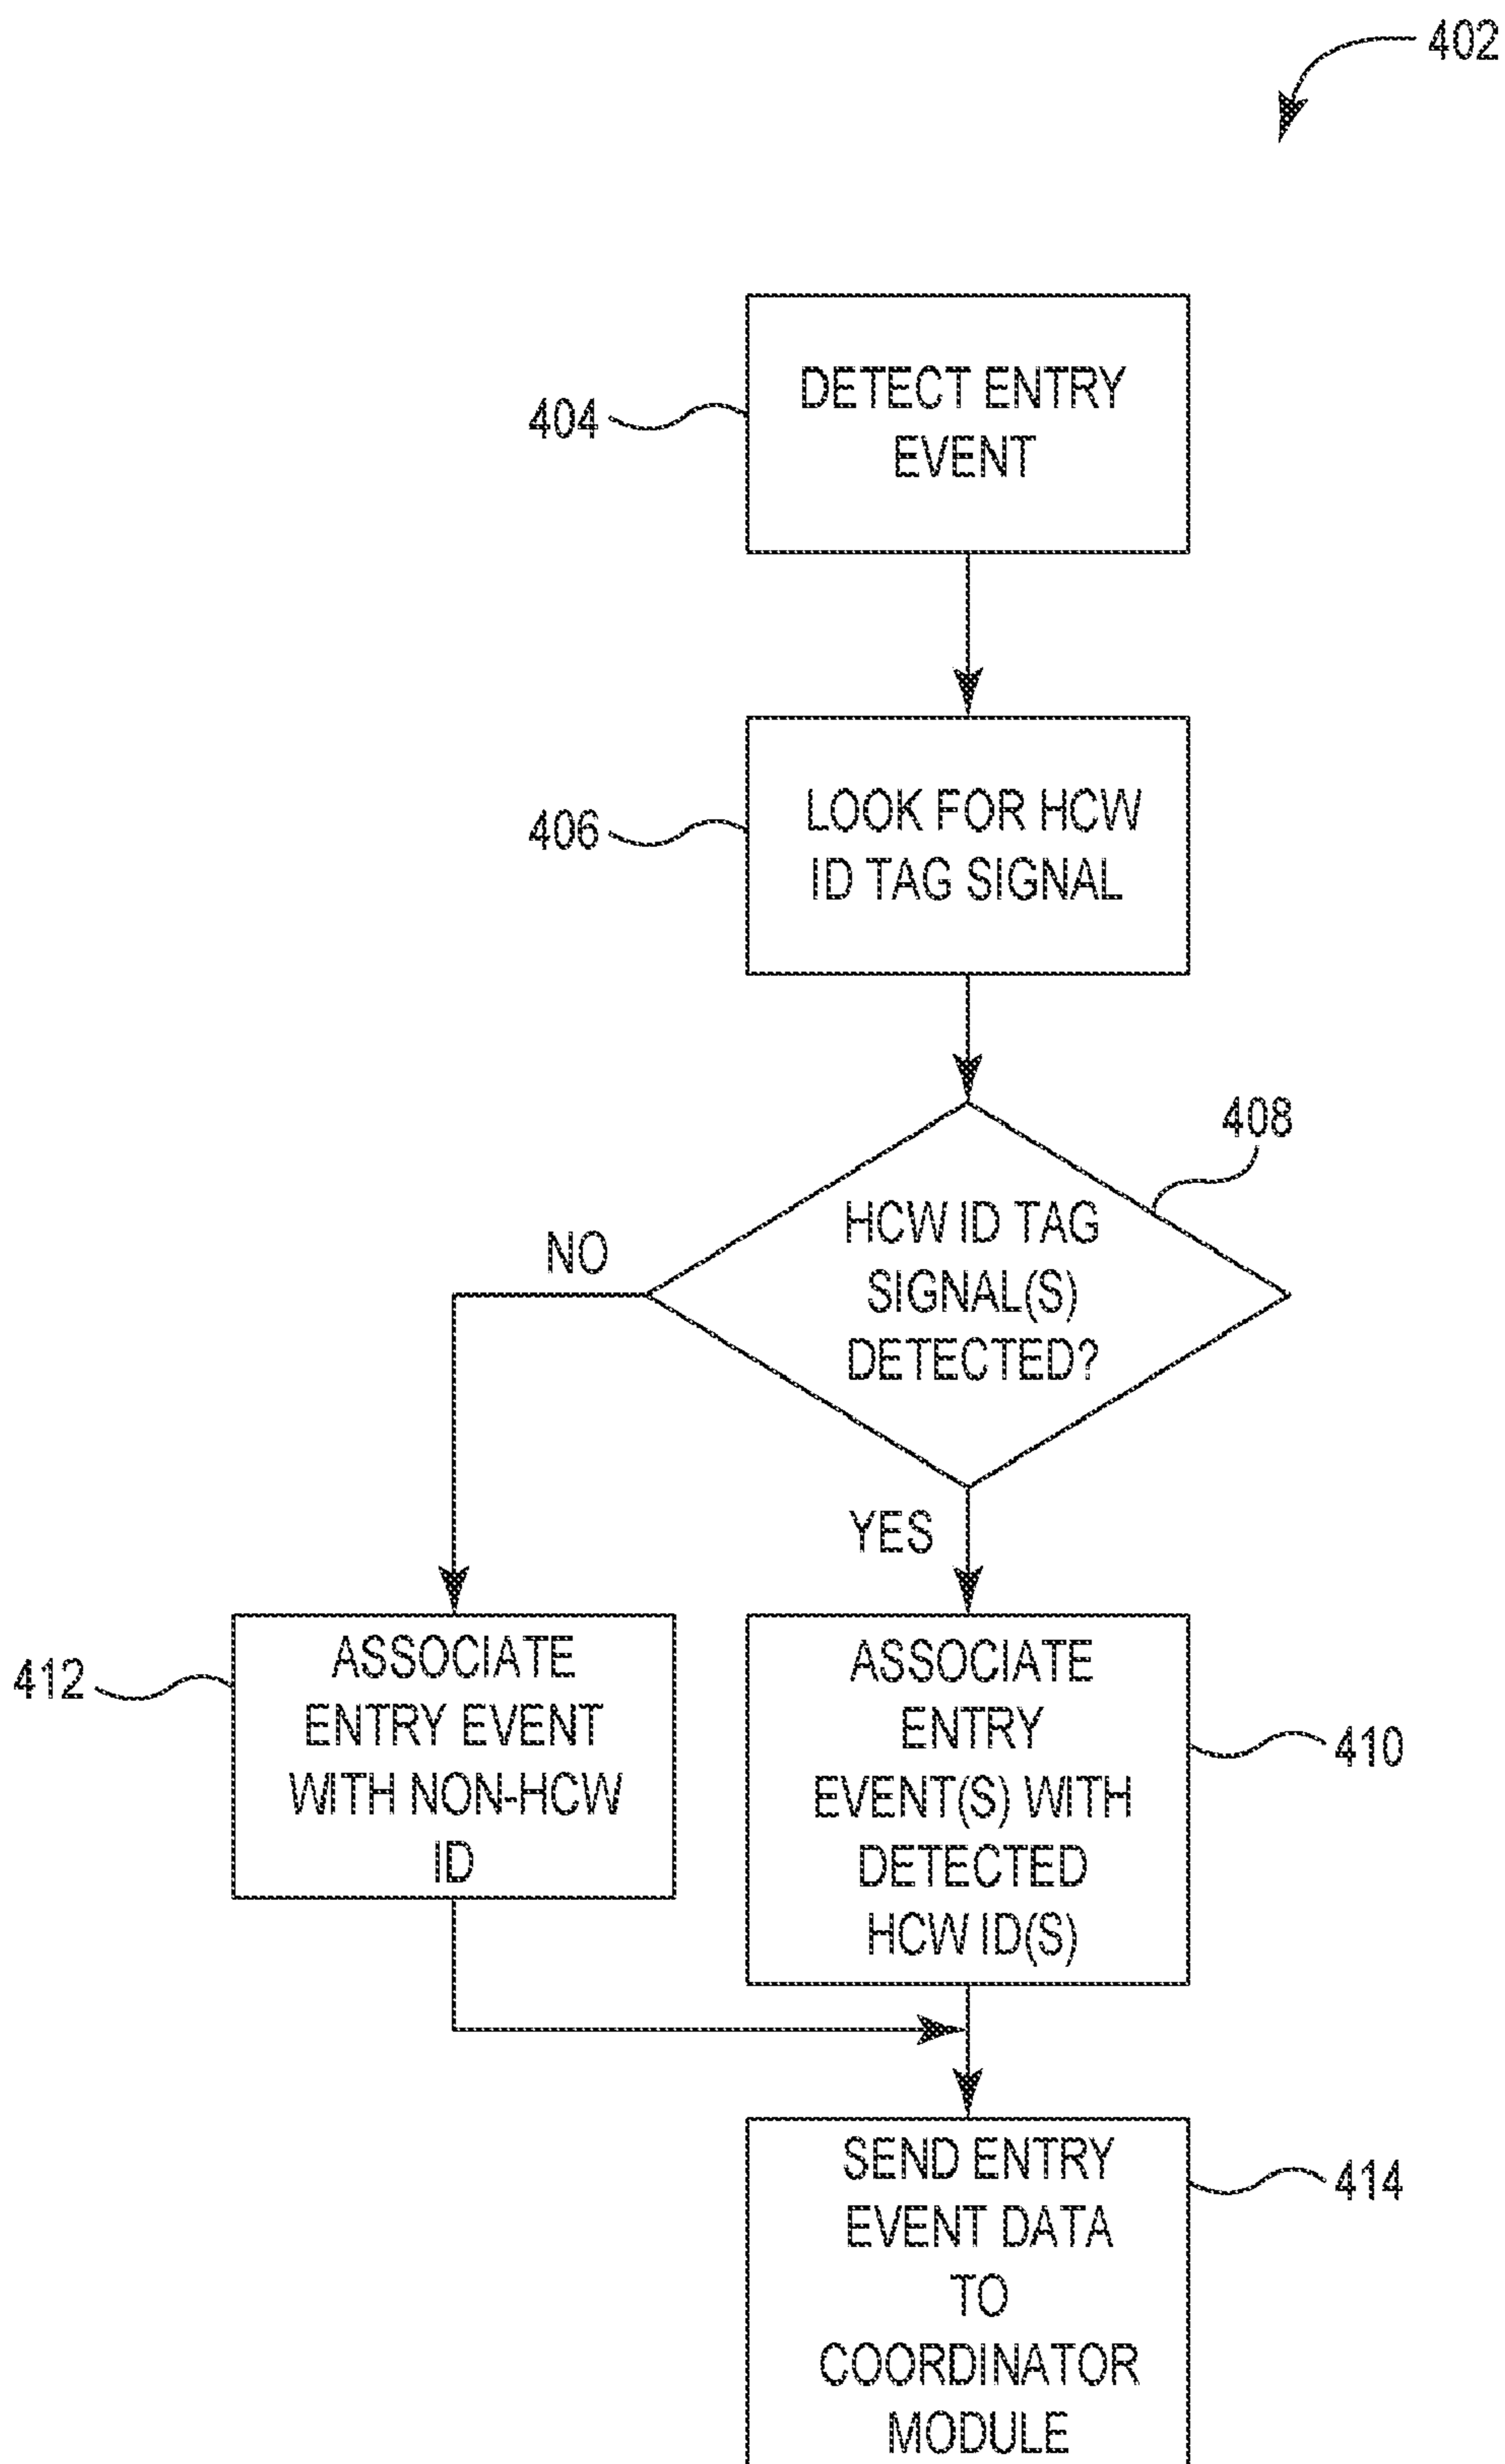 402
DETECT ENTRY
EVENT
404
LOOK FOR HCW
ID TAG SIGNAL
406
408
HCW ID TAG
SIGNAL(S)
DETECTED?
NO
YES
412
ASSOCIATE
ENTRY EVENT
WITH NON-HCW
ID
ASSOCIATE
ENTRY
EVENT(S) WITH
DETECTED
HCW ID(S)
410
SEND ENTRY
EVENT DATA
TO
COORDINATOR
MODULE
414